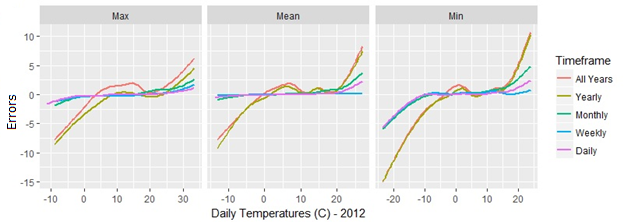 Max
Mean
Min
10
5
0
-5
-10
-15
Errors
-10 0 10 20 30
-10 0 10 20
-20 -10 0 10 20
Daily Temperatures (C) - 2012
Timeframe
All Years
Yearly
Monthly
Weekly
Daily